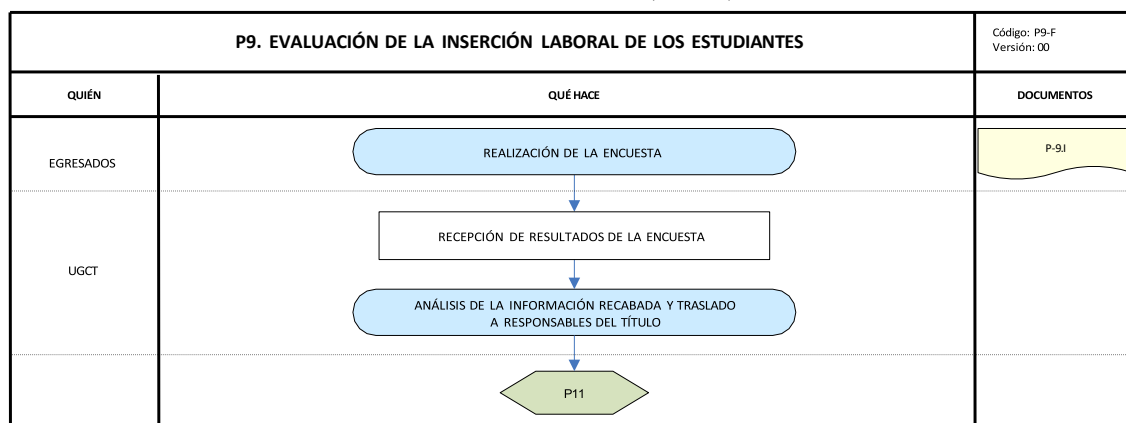 P9. EVALUACIÓN DE LA INSERCIÓN LABORAL DE LOS ESTUDIANTES
Código: P9-F
Versión: 00
QUIÉN
QUÉ HACE
DOCUMENTOS
EGRESADOS
REALIZACIÓN DE LA ENCUESTA
P-9.I
UGCT
RECEPCIÓN DE RESULTADOS DE LA ENCUESTA
ANÁLISIS DE LA INFORMACIÓN RECABADA Y TRASLADO
A RESPONSABLES DEL TÍTULO
P11